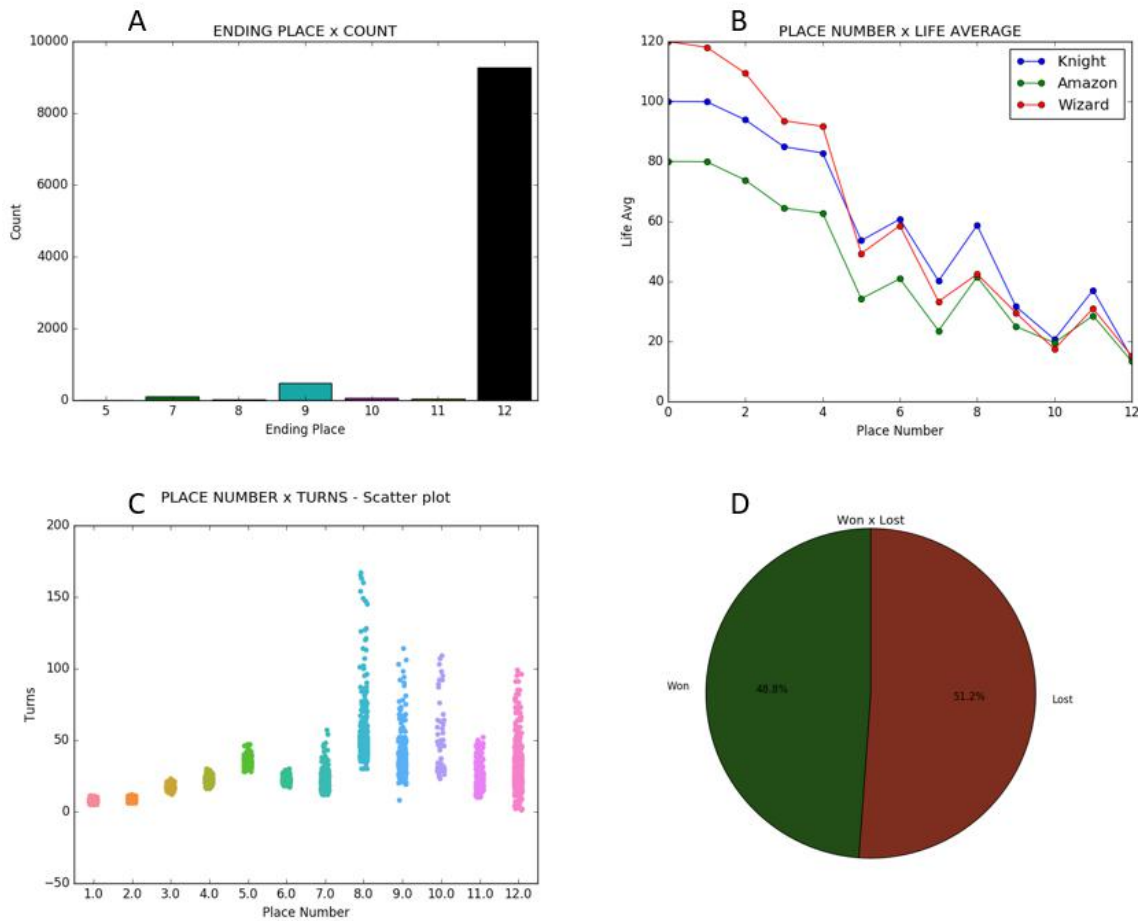 A
ENDING PLACE x COUNT
10000
8000
6000
4000
2000
0
Count
5 7 8 9 10 11 12
Ending Place
B
PLACE NUMBER x LIFE AVERAGE
120
100
80
60
40
20
0
Life Avg
Knight
Amazon
Wizard
0 2 4 6 8 10 12
Place Number
C
PLACE NUMBER x TURNS - Scatter plot
200
150
100
50
0
−50
Turns
1.0 2.0 3.0 4.0 5.0 6.0 7.0 8.0 9.0 10.0 11.0 12.0
Place Number
D
Won x Lost
Won
48.8%
51.2%
Lost